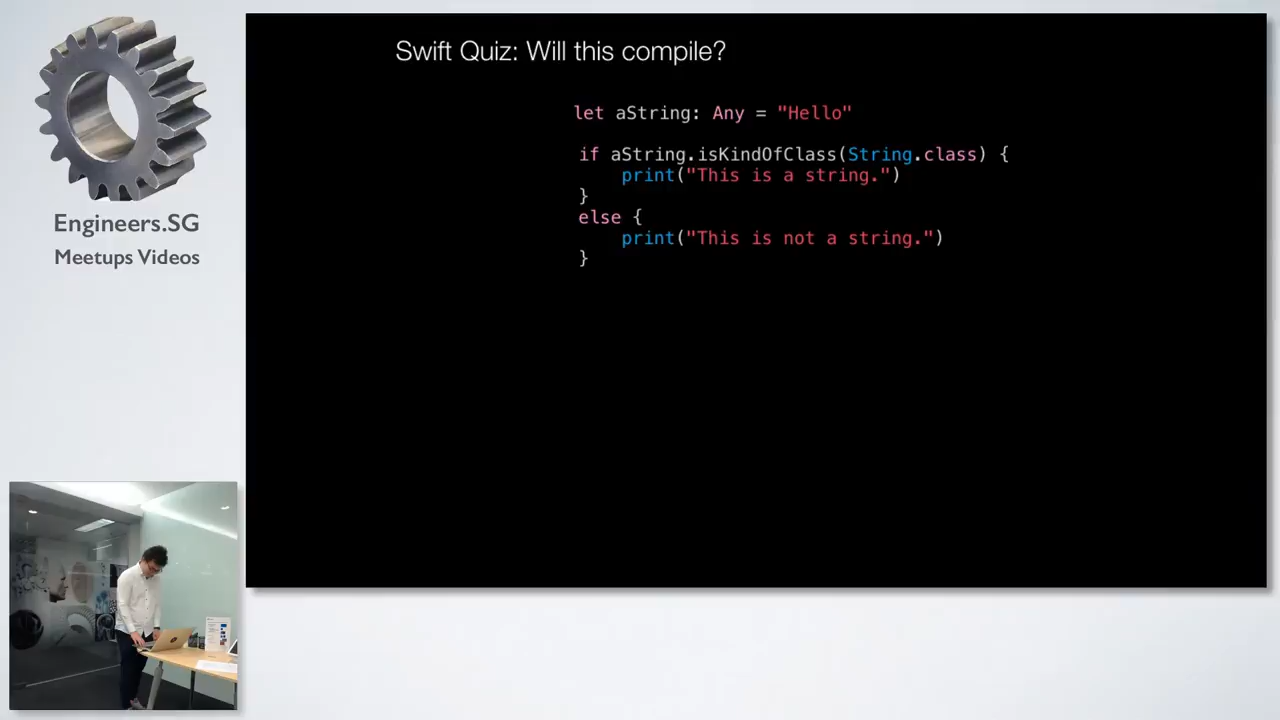 Engineers.SG
Meetups Videos
Swift Quiz: Will this compile?
let aString: Any = "Hello"
if aString.isKindOfClass(String.class) {
    print("This is a string.")
}
else {
    print("This is not a string.")
}